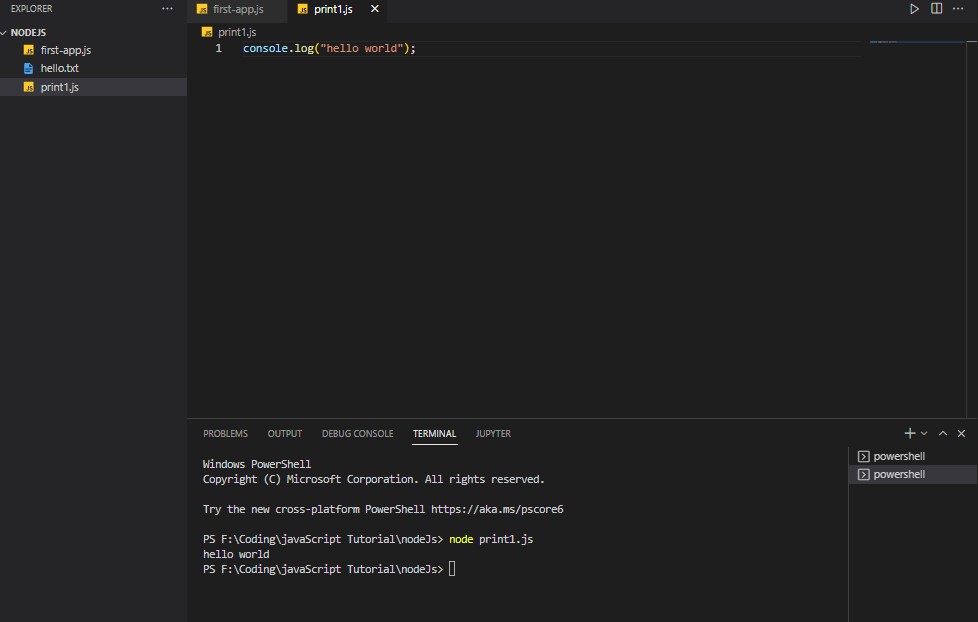 EXPLORER
NODEJS
first-app.js
hello.txt
print1.js
first-app.js
print1.js
print1.js
1 console.log("hello world");
PROBLEMS OUTPUT DEBUG CONSOLE TERMINAL JUPYTER
Windows PowerShell
Copyright (C) Microsoft Corporation. All rights reserved.
Try the new cross-platform PowerShell https://aka.ms/pscore6
PS F:\Coding\javaScript Tutorial\nodeJs> node print1.js
hello world
PS F:\Coding\javaScript Tutorial\nodeJs>
powershell
powershell